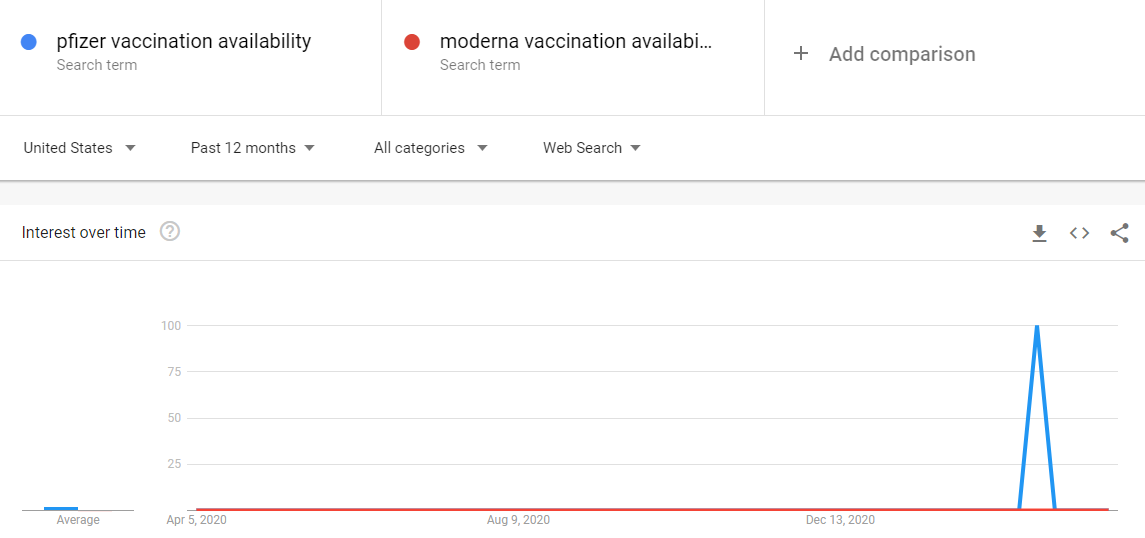 pfizer vaccination availability
Search term
moderna vaccination availabi...
Search term
+ Add comparison
United States
Past 12 months
All categories
Web Search
Interest over time
?
100
75
50
25
Average
Apr 5, 2020
Aug 9, 2020
Dec 13, 2020